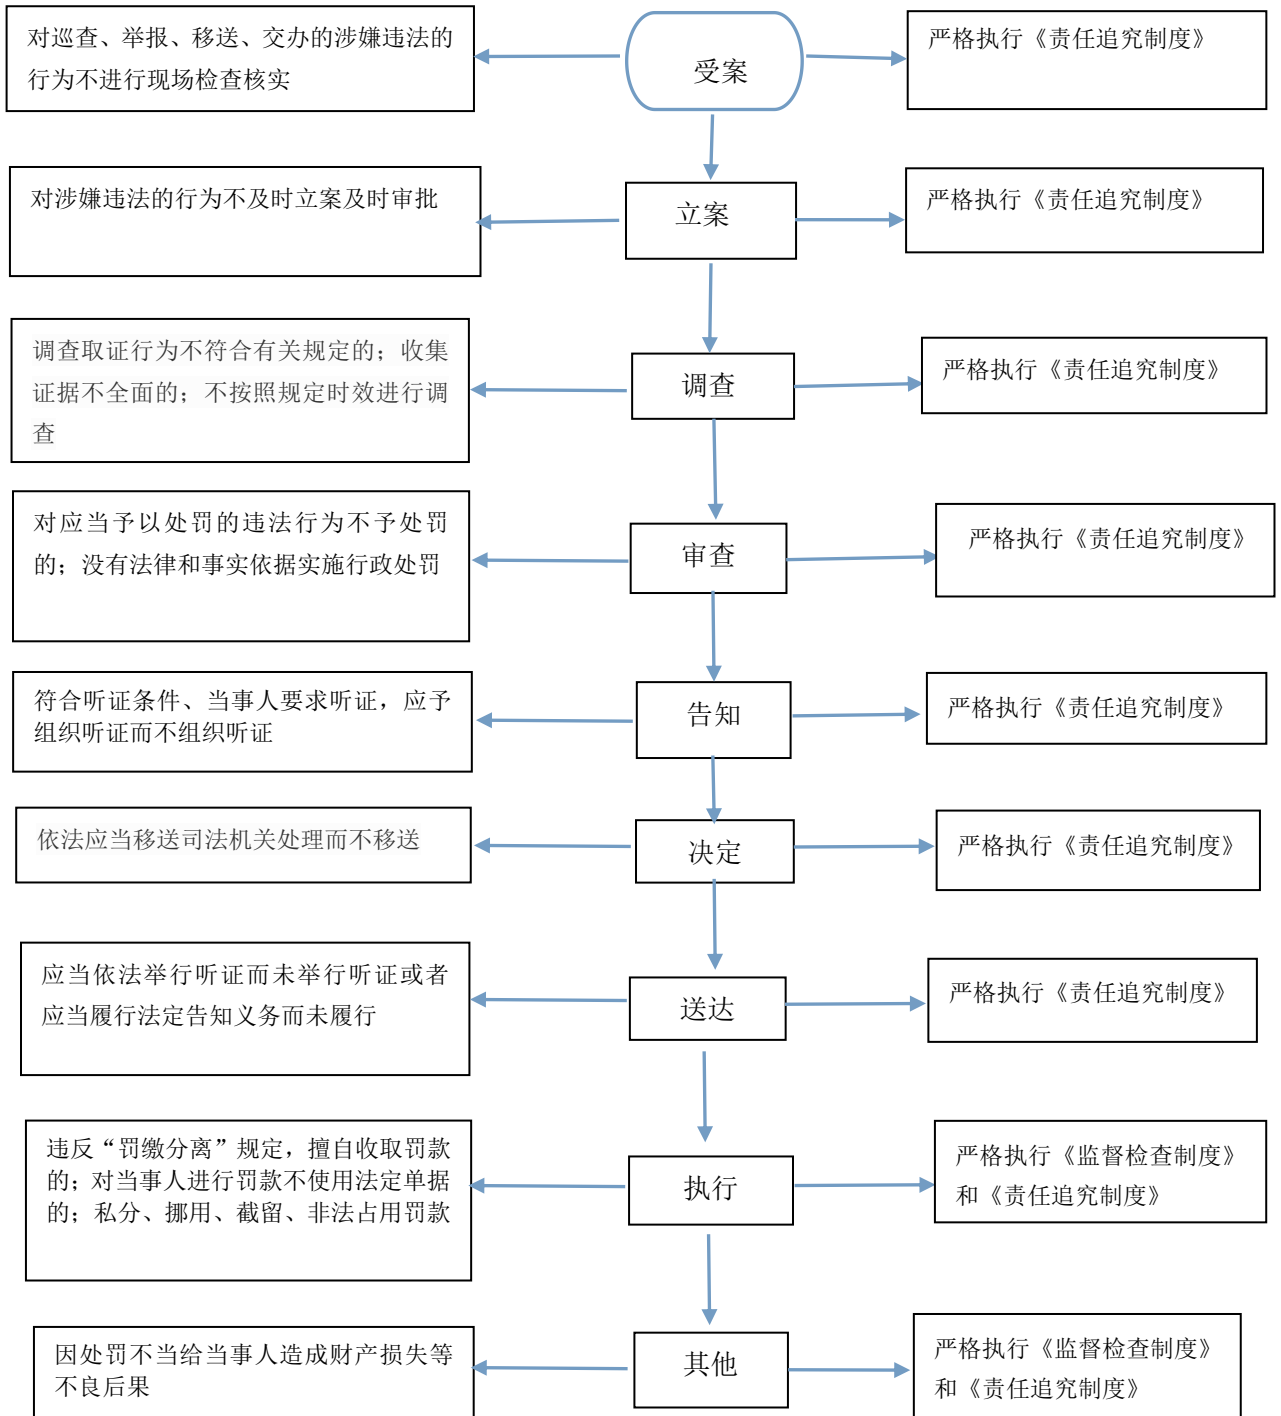 对巡查、举报、移送、交办的涉嫌违法的
行为不进行现场检查核实
受案
严格执行《责任追究制度》
对涉嫌违法的行为不及时立案及时审批
立案
严格执行《责任追究制度》
调查取证行为不符合有关规定的；收集
证据不全面的；不按照规定时效进行调
查
调查
严格执行《责任追究制度》
对应当予以处罚的违法行为不予处罚
的；没有法律和事实依据实施行政处罚
审查
严格执行《责任追究制度》
符合听证条件、当事人要求听证，应予
组织听证而不组织听证
告知
严格执行《责任追究制度》
依法应当移送司法机关处理而不移送
决定
严格执行《责任追究制度》
应当依法举行听证而未举行听证或者
应当履行法定告知义务而未履行
送达
严格执行《责任追究制度》
违反“罚缴分离”规定，擅自收取罚款
的；对当事人进行罚款不使用法定单据
的；私分、挪用、截留、非法占用罚款
执行
严格执行《监督检查制度》
和《责任追究制度》
因处罚不当给当事人造成财产损失等
不良后果
其他
严格执行《监督检查制度》
和《责任追究制度》